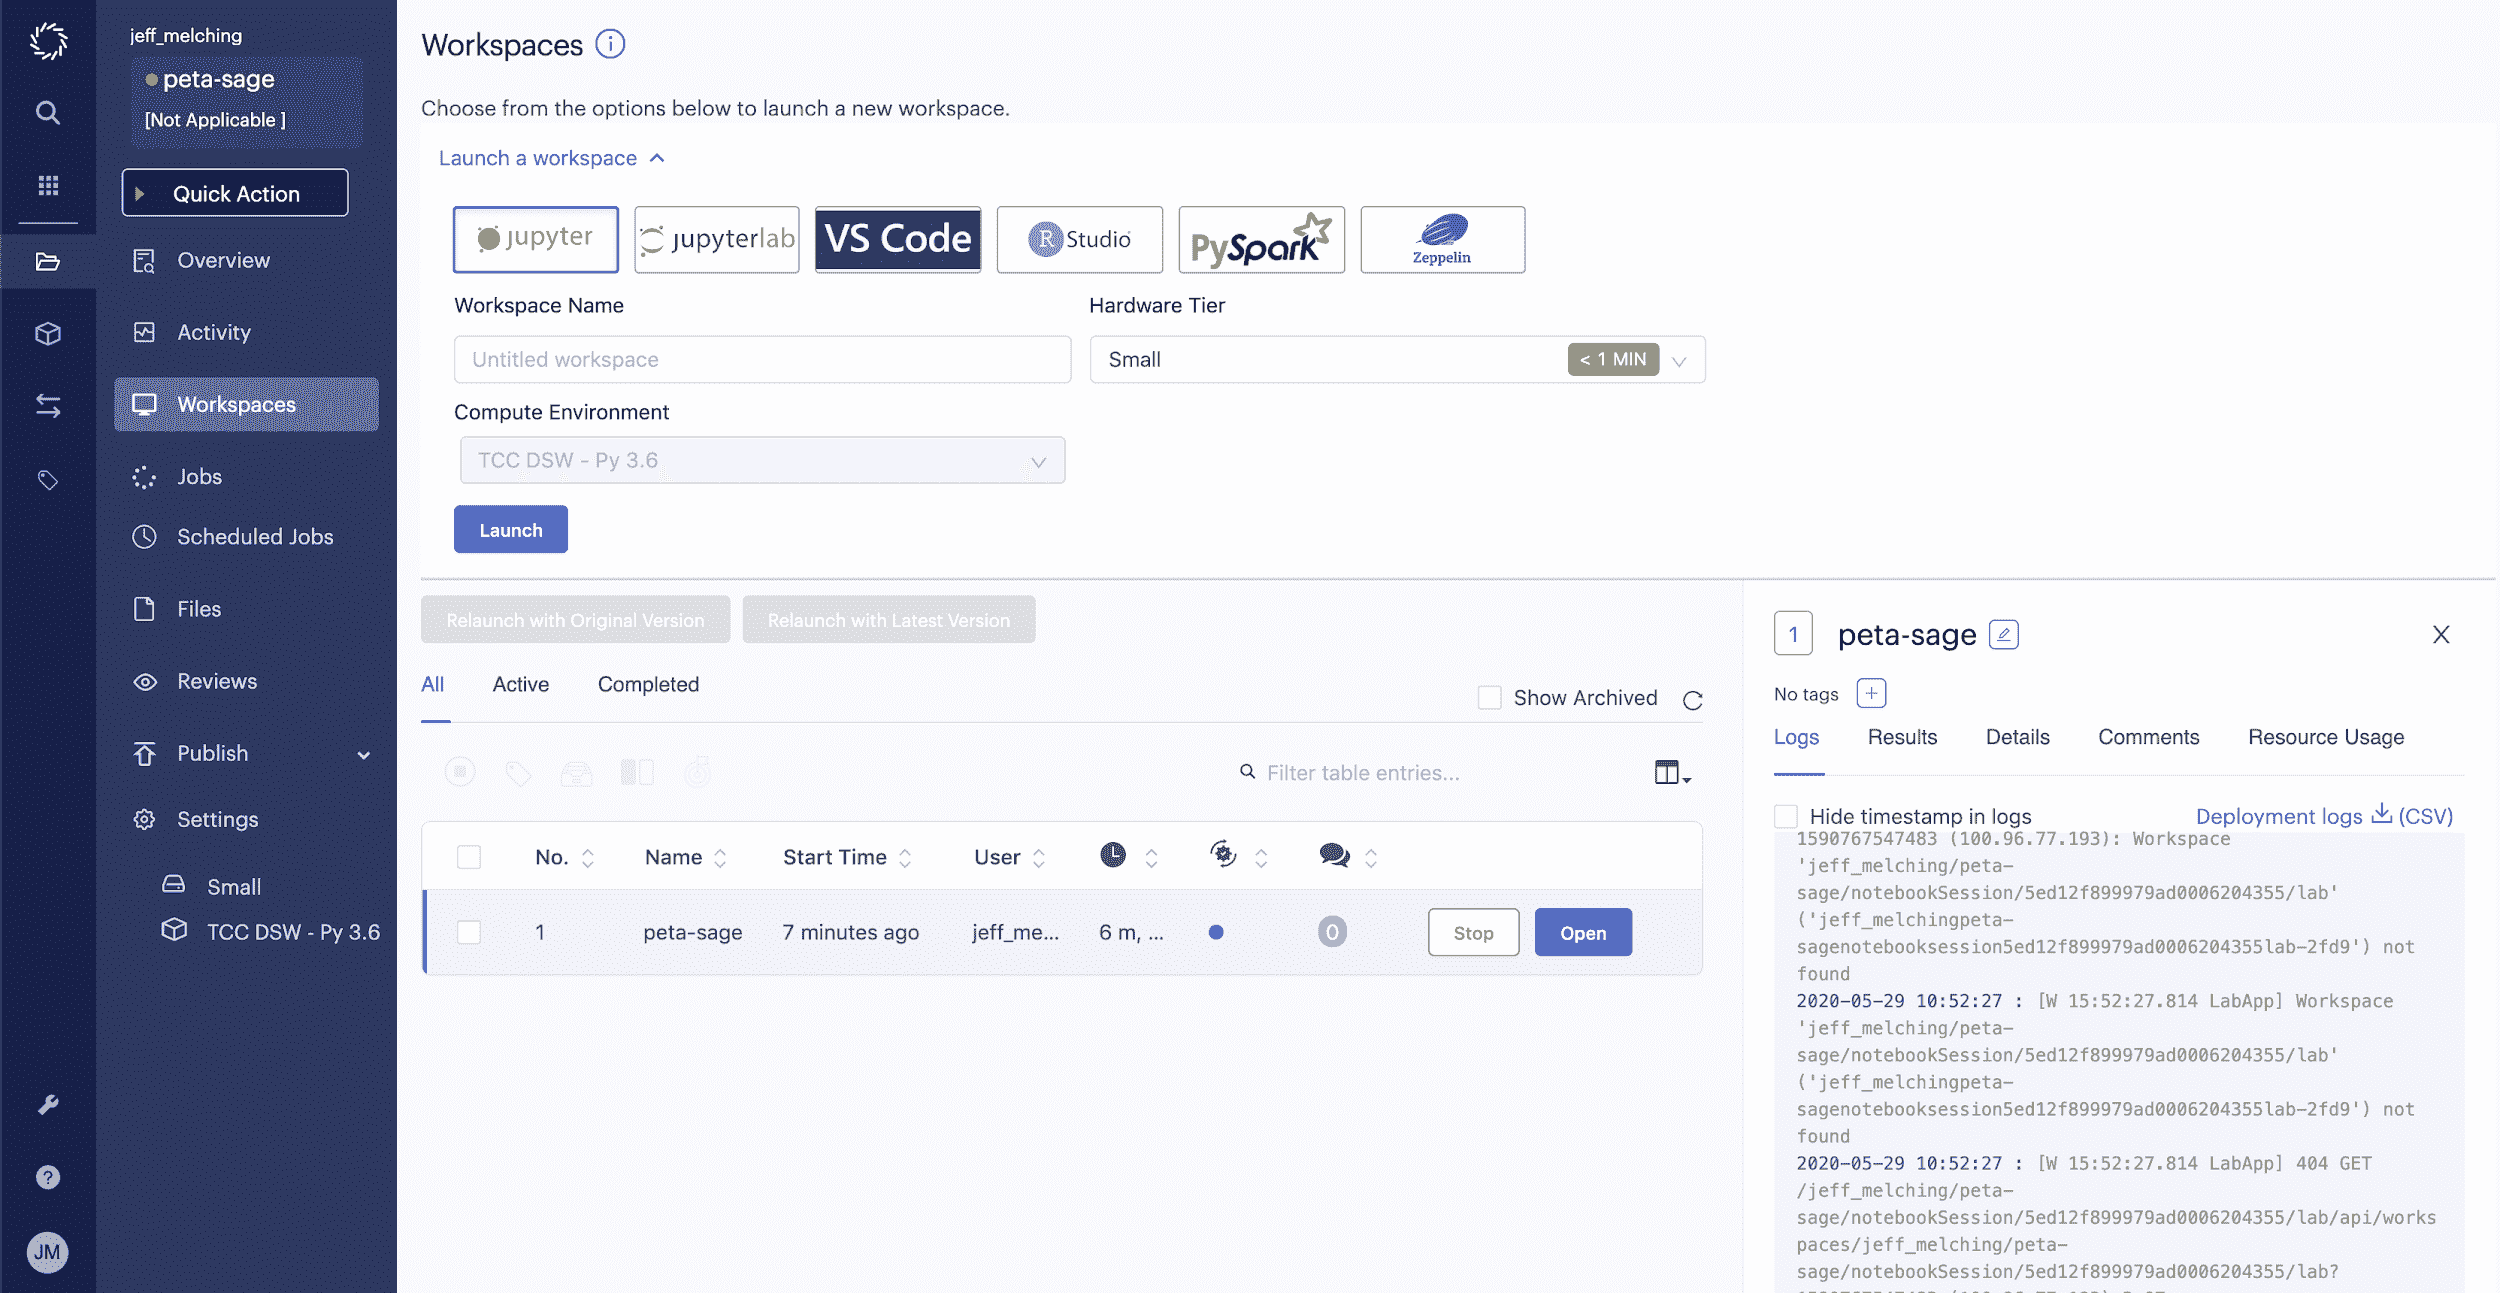 jeff_melching
peta-sage
[Not Applicable ]
Quick Action
Overview
Activity
Workspaces
Jobs
Scheduled Jobs
Files
Reviews
Publish
Settings
Small
TCC DSW - Py 3.6
?
JM
Workspaces
Choose from the options below to launch a new workspace.
Launch a workspace
jupyter
jupyterlab
VS Code
R Studio
PySpark
Zeppelin
Workspace Name
Hardware Tier
Untitled workspace
Small
< 1 MIN
Compute Environment
TCC DSW - Py 3.6
Launch
Relaunch with Original Version
Relaunch with Latest Version
All
Active
Completed
Show Archived
Filter table entries...
No.
Name
Start Time
User
1
peta-sage
7 minutes ago
jeff_me...
6 m, ...
0
Stop
Open
1
peta-sage
No tags
Logs
Results
Details
Comments
Resource Usage
Hide timestamp in logs
Deployment logs (CSV)
1590767547483 (100.96.77.193): Workspace
'jeff_melching/peta-
sage/notebookSession/5ed12f899979ad0006204355/lab'
('jeff_melchingpeta-
sagenotebooksession5ed12f899979ad0006204355lab-2fd9') not
found
2020-05-29 10:52:27 : [W 15:52:27.814 LabApp] Workspace
'jeff_melching/peta-
sage/notebookSession/5ed12f899979ad0006204355/lab'
('jeff_melchingpeta-
sagenotebooksession5ed12f899979ad0006204355lab-2fd9') not
found
2020-05-29 10:52:27 : [W 15:52:27.814 LabApp] 404 GET
/jeff_melching/peta-
sage/notebookSession/5ed12f899979ad0006204355/lab/api/works
paces/jeff_melching/peta-
sage/notebookSession/5ed12f899979ad0006204355/lab?